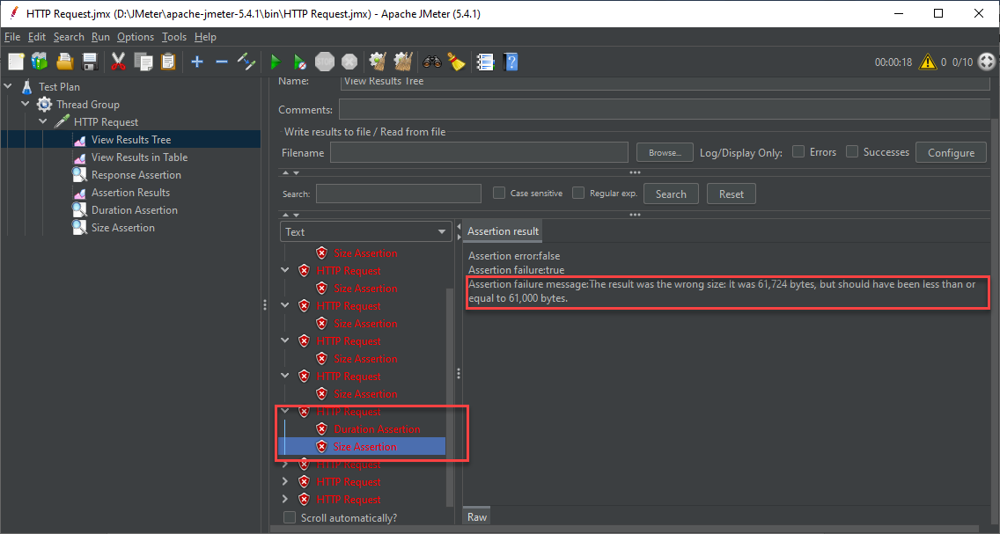 HTTP Request.jmx (D:\JMeter\apache-jmeter-5.4.1\bin\HTTP Request.jmx) - Apache JMeter (5.4.1)
File Edit Search Run Options Tools Help
STOP
?
00:00:18 0 0/10
Test Plan
Thread Group
HTTP Request
View Results Tree
View Results in Table
Response Assertion
Assertion Results
Duration Assertion
Size Assertion
Name: View Results Tree
Comments:
Write results to file / Read from file
Filename Browse... Log/Display Only: Errors Successes Configure
Search: Case sensitive Regular exp. Search Reset
Text
Size Assertion
HTTP Request
Size Assertion
HTTP Request
Size Assertion
HTTP Request
Size Assertion
HTTP Request
Size Assertion
HTTP Request
Duration Assertion
Size Assertion
HTTP Request
HTTP Request
HTTP Request
Scroll automatically?
Assertion result
Assertion error:false
Assertion failure:true
Assertion failure message:The result was the wrong size: It was 61,724 bytes, but should have been less than or
equal to 61,000 bytes.
Raw